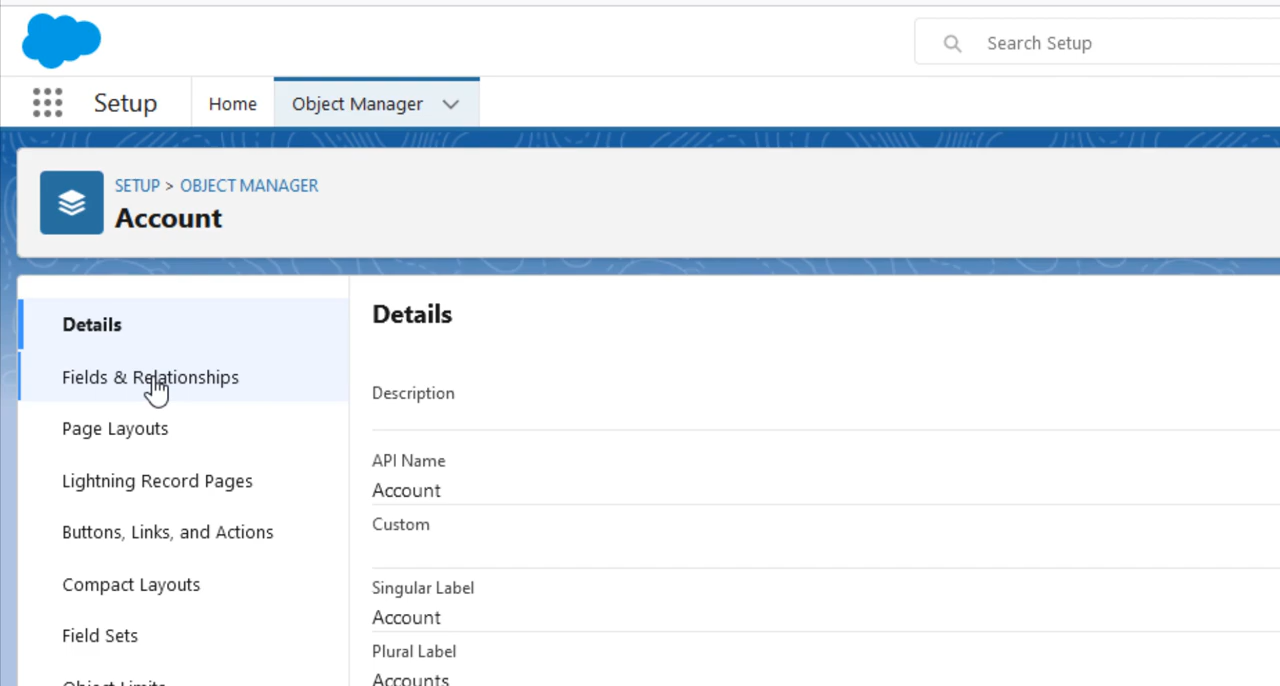 Search Setup
Setup
Home
Object Manager
SETUP > OBJECT MANAGER
Account
Details
Fields & Relationships
Page Layouts
Lightning Record Pages
Buttons, Links, and Actions
Compact Layouts
Field Sets
Object Limits
Details
Description
API Name
Account
Custom
Singular Label
Account
Plural Label
Accounts